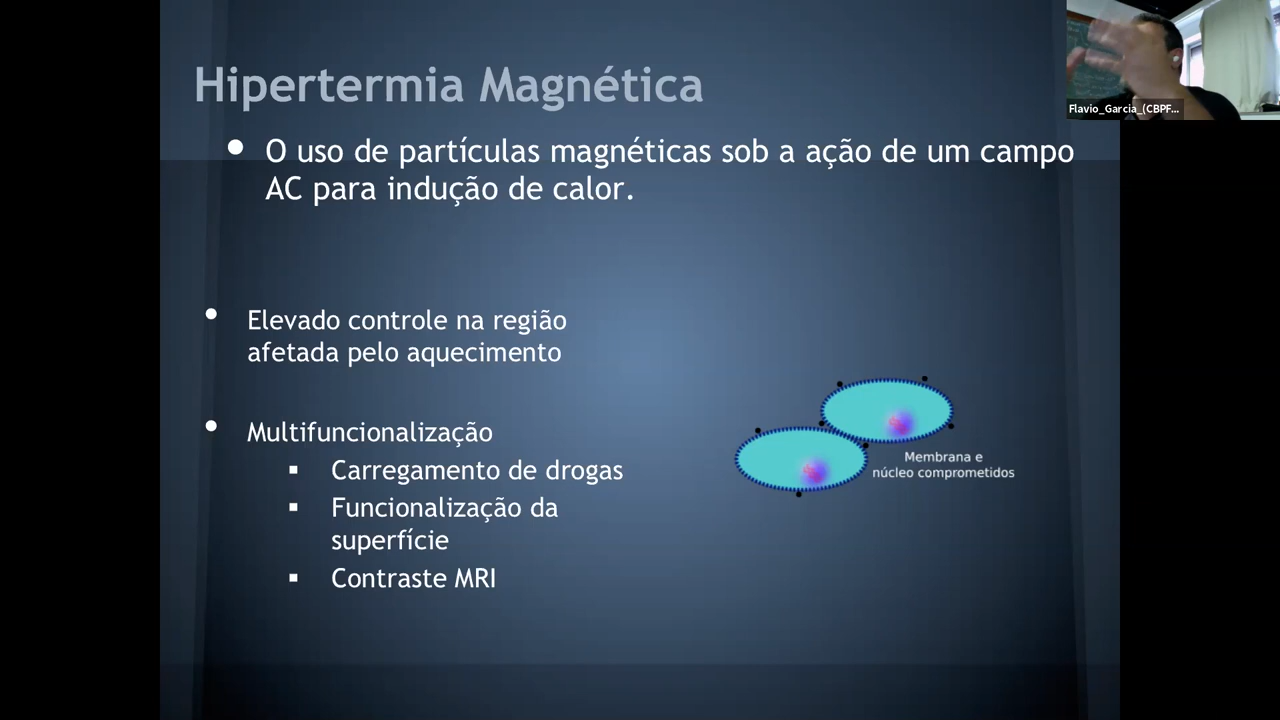 Hipertermia Magnética
Flavio_Garcia_(CBPF...
• O uso de partículas magnéticas sob a ação de um campo
AC para indução de calor.
• Elevado controle na região
afetada pelo aquecimento
• Multifuncionalização
▪ Carregamento de drogas
▪ Funcionalização da
superfície
▪ Contraste MRI
Membrana e
núcleo comprometidos